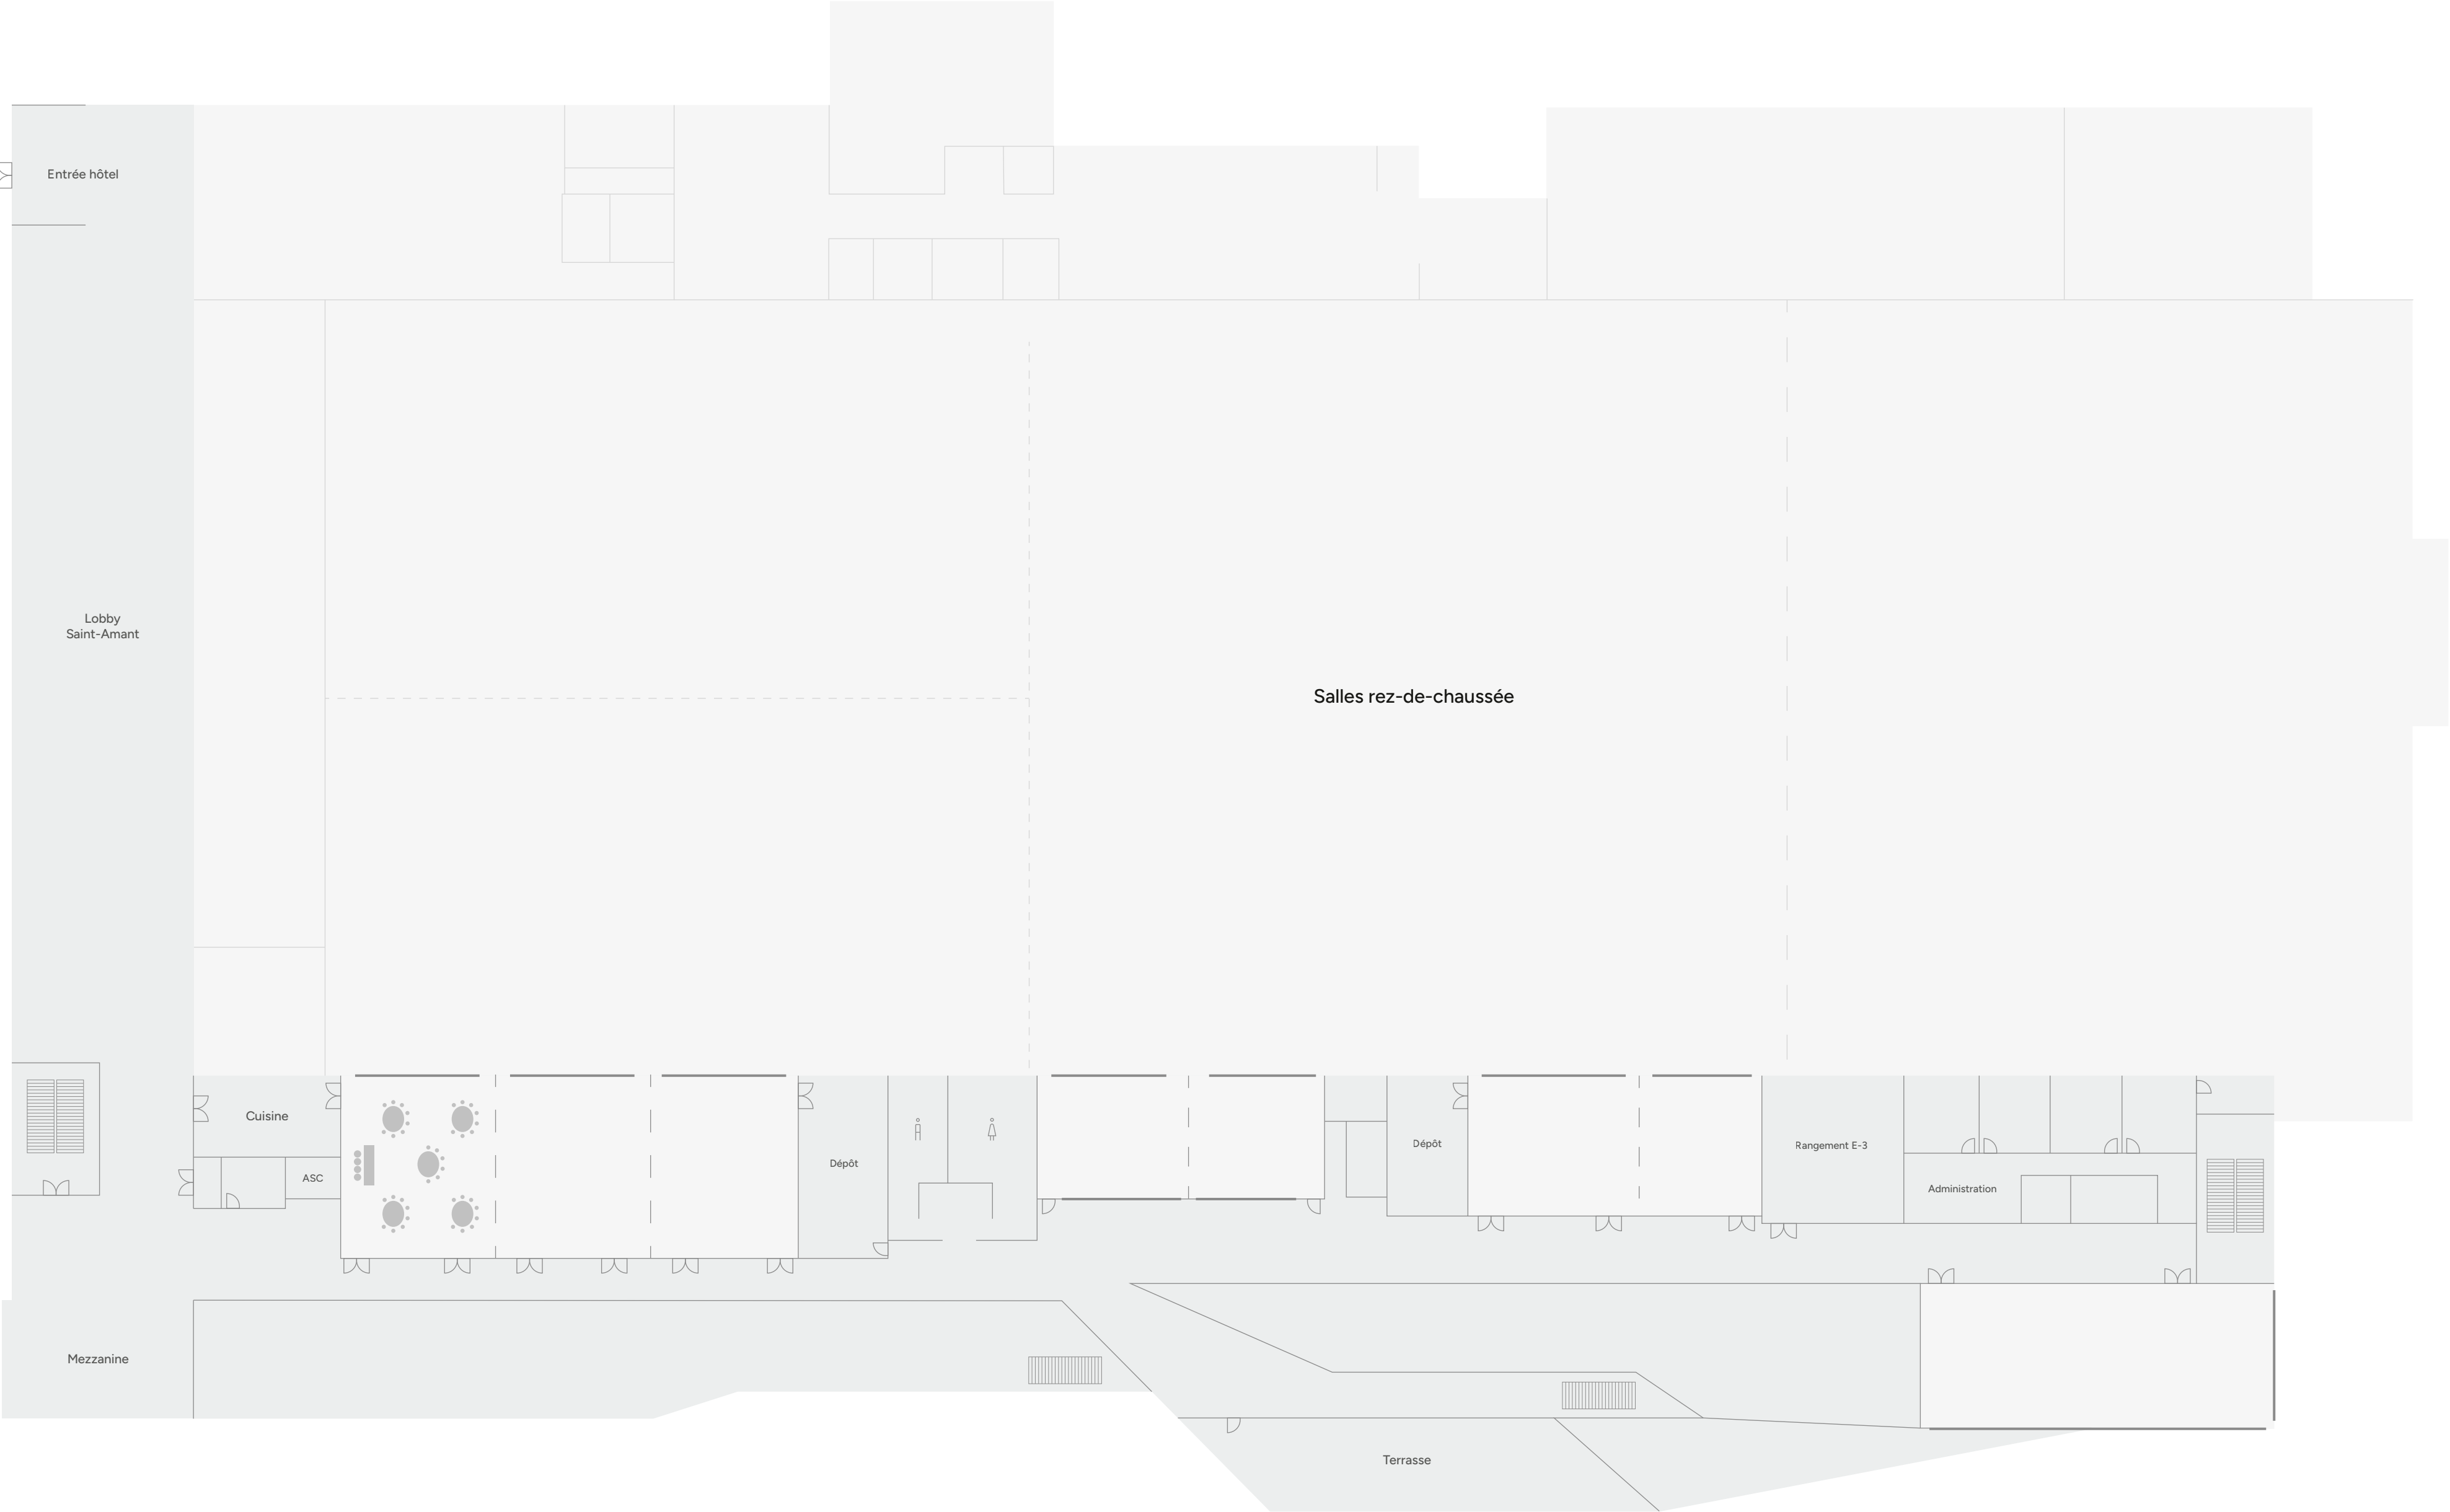 Entrée hôtel
Lobby
Saint-Amant
Salles rez-de-chaussée
Cuisine
ASC
Dépôt
Dépôt
Rangement E-3
Administration
Mezzanine
Terrasse